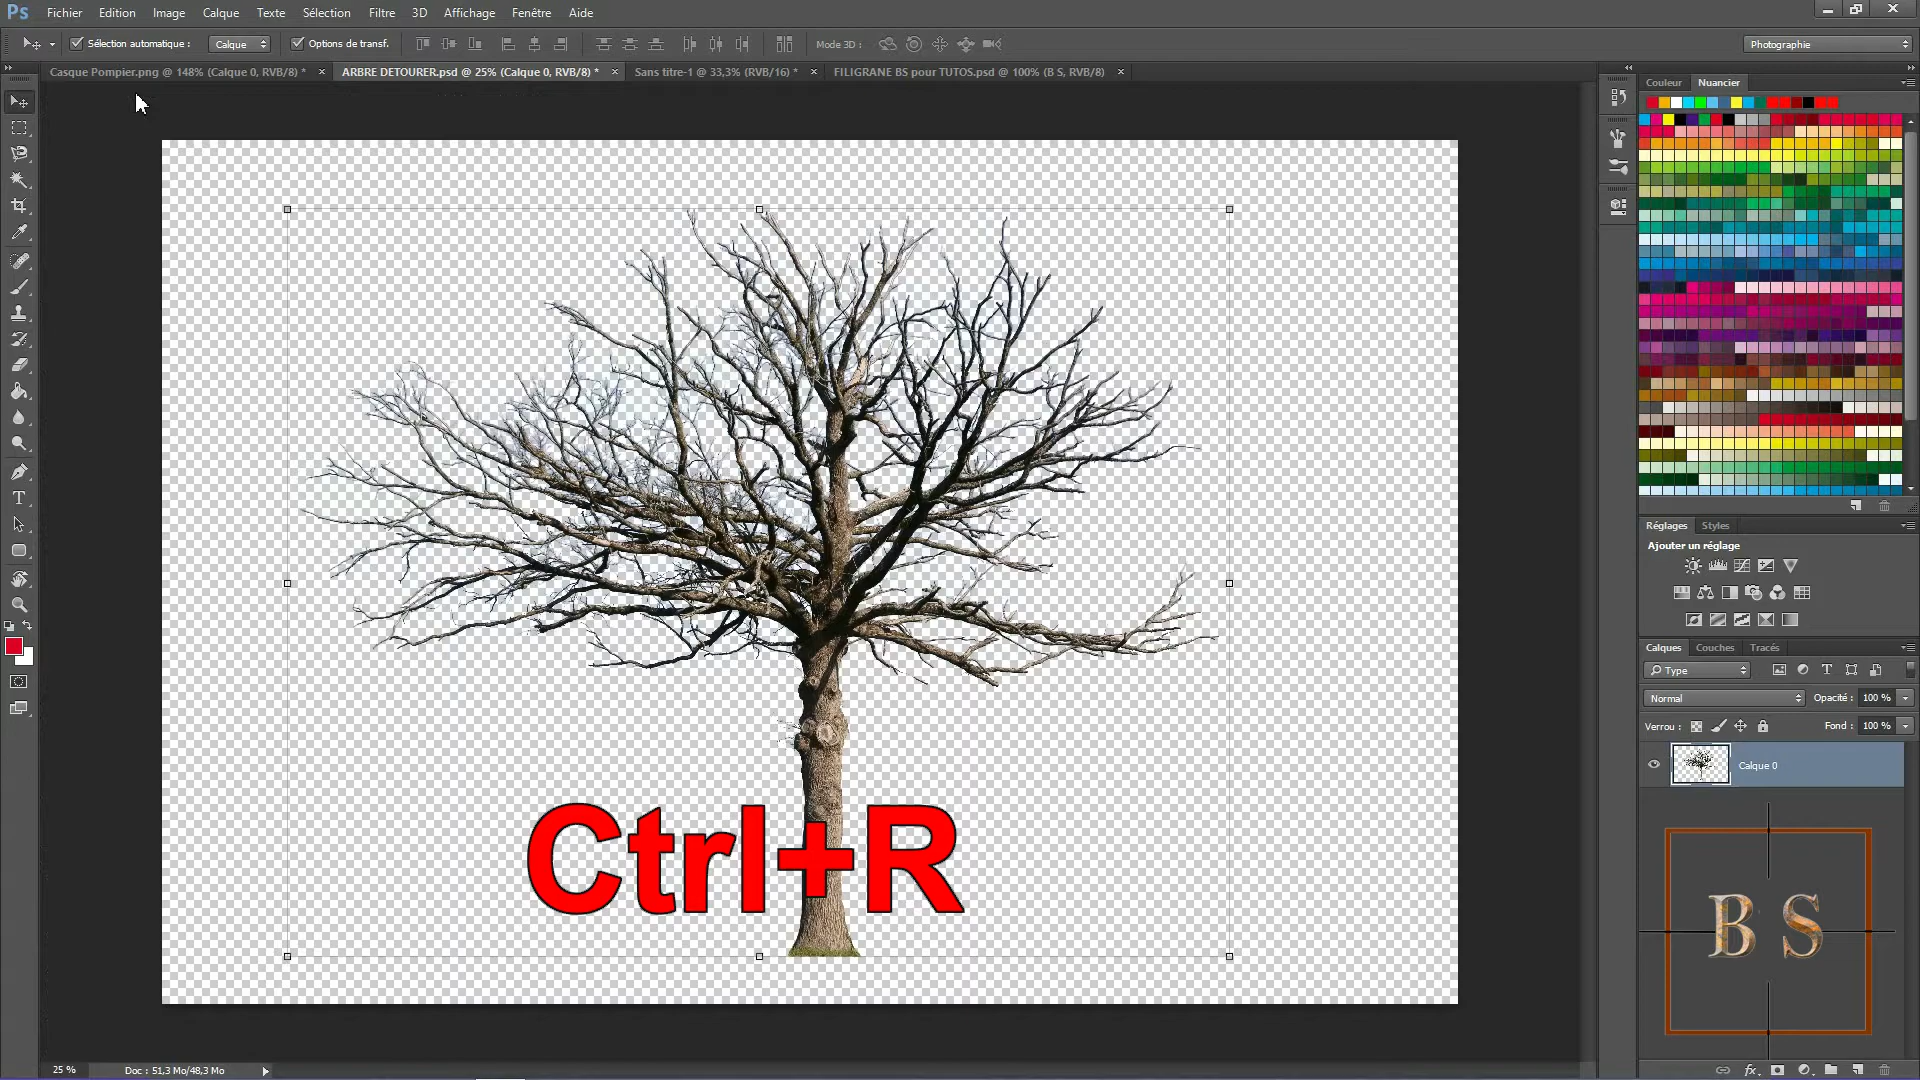 Ps Fichier Edition Image Calque Texte Sélection Filtre 3D Affichage Fenêtre Aide
Sélection automatique : Calque Options de transf. Mode 3D : Photographie
Casque Pompier.png @ 148% (Calque 0, RVB/8) * × ARBRE DETOURER.psd @ 25% (Calque 0, RVB/8) * × Sans titre-1 @ 33,3% (RVB/16) * × FILIGRANE BS pour TUTOS.psd @ 100% (B S, RVB/8) ×
Couleur Nuancier
Réglages Styles
Ajouter un réglage
Calques Couches Tracés
Type
Normal Opacité : 100 %
Verrou : Fond : 100 %
Calque 0
Ctrl+R
B S
25 % Doc : 51,3 Mo/48,3 Mo
fx